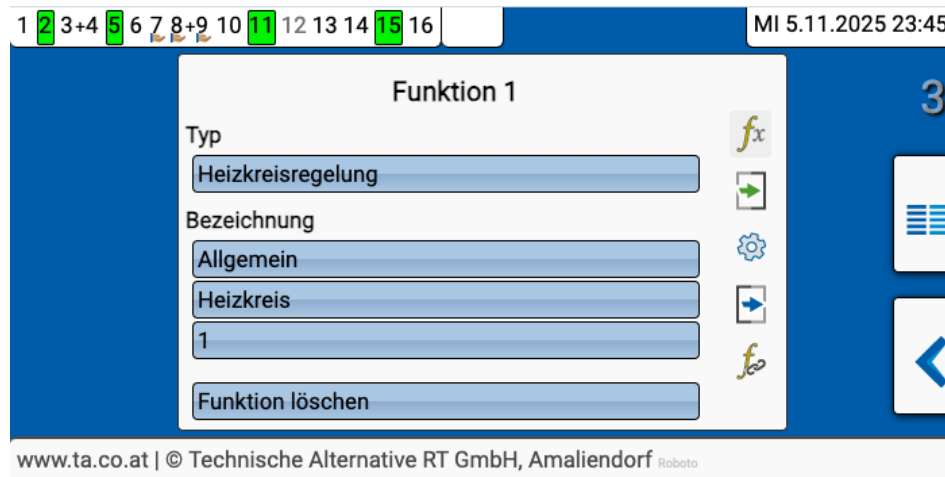 1 2 3+4 5 6 7 8+9 10 11 12 13 14 15 16
MI 5.11.2025 23:45
Funktion 1
3
Typ
fx
Heizkreisregelung
Bezeichnung
Allgemein
Heizkreis
1
Funktion löschen
www.ta.co.at | © Technische Alternative RT GmbH, Amaliendorf Roboto